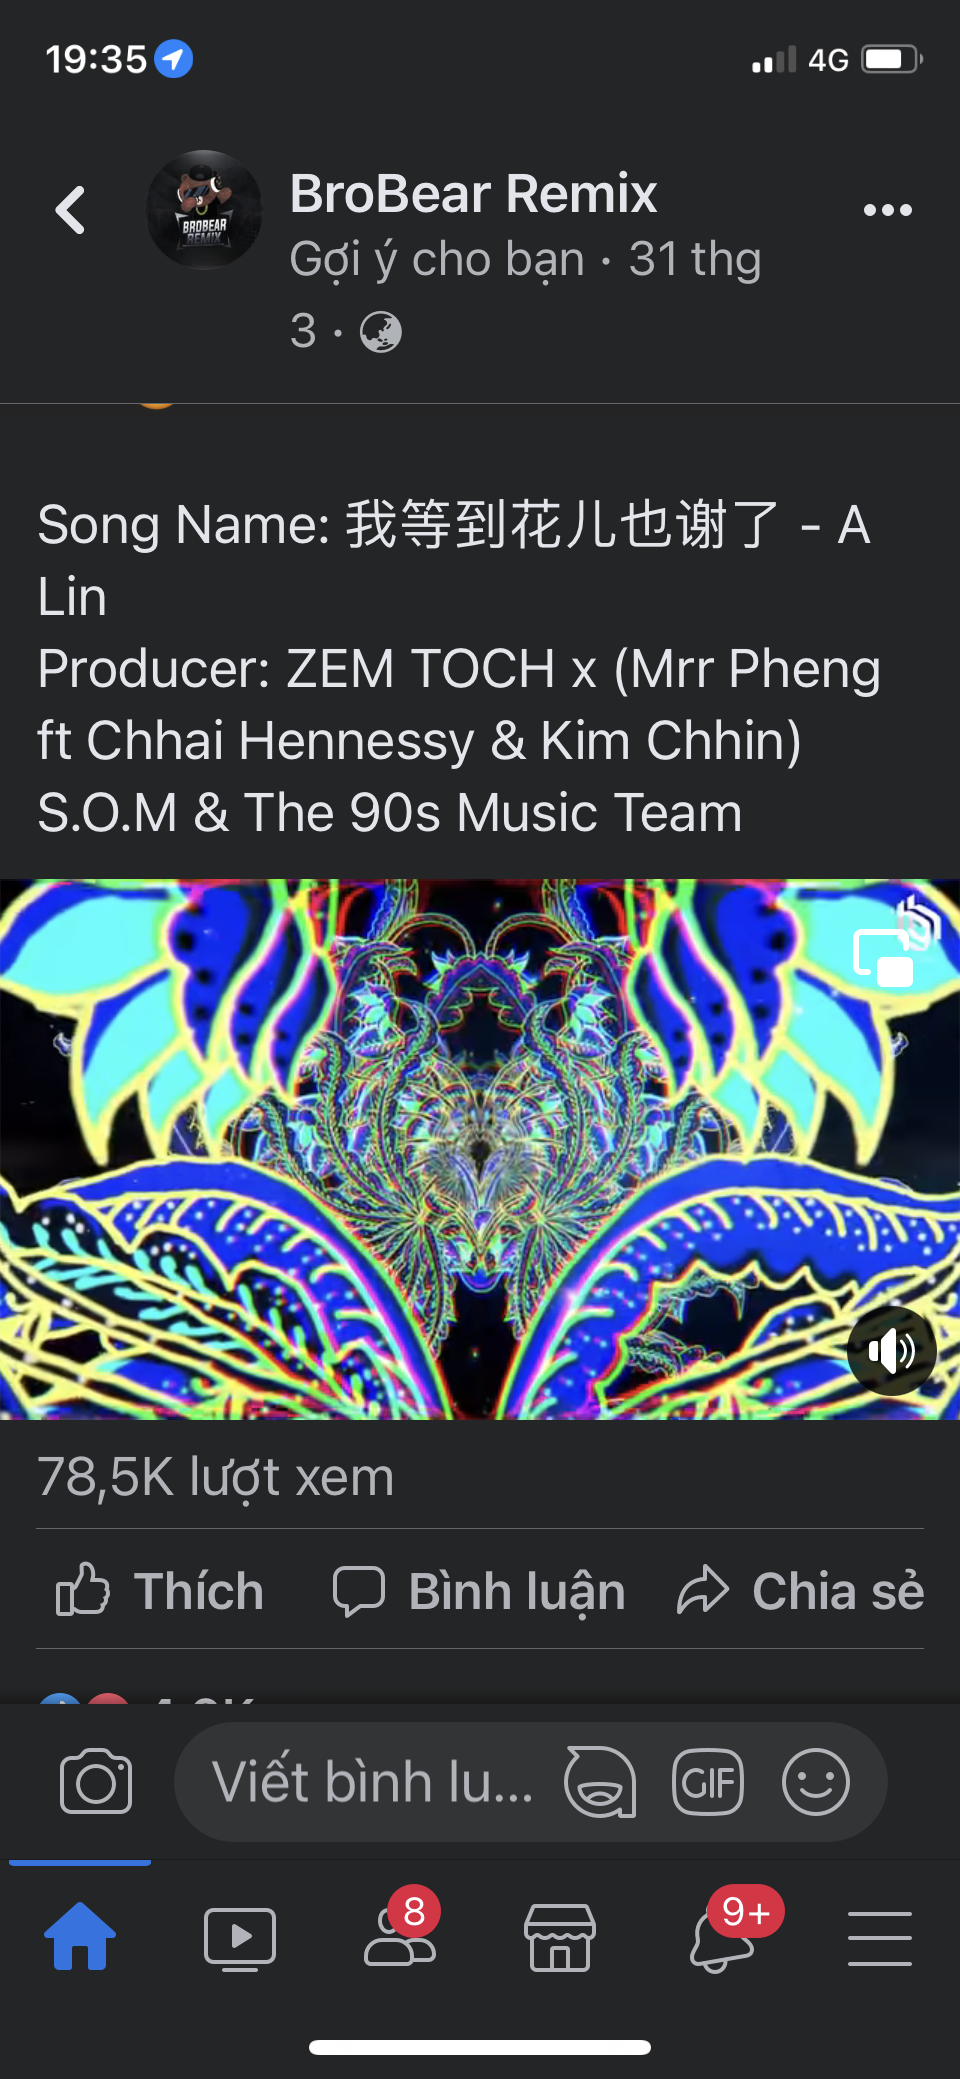 19:35
4G
BROBEAR
REMIX
BroBear Remix
Gợi ý cho bạn · 31 thg
3 ·
Song Name: 我等到花儿也谢了 - A
Lin
Producer: ZEM TOCH x (Mrr Pheng
ft Chhai Hennessy & Kim Chhin)
S.O.M & The 90s Music Team
78,5K lượt xem
Thích
Bình luận
Chia sẻ
Viết bình lu...
GIF
8
9+